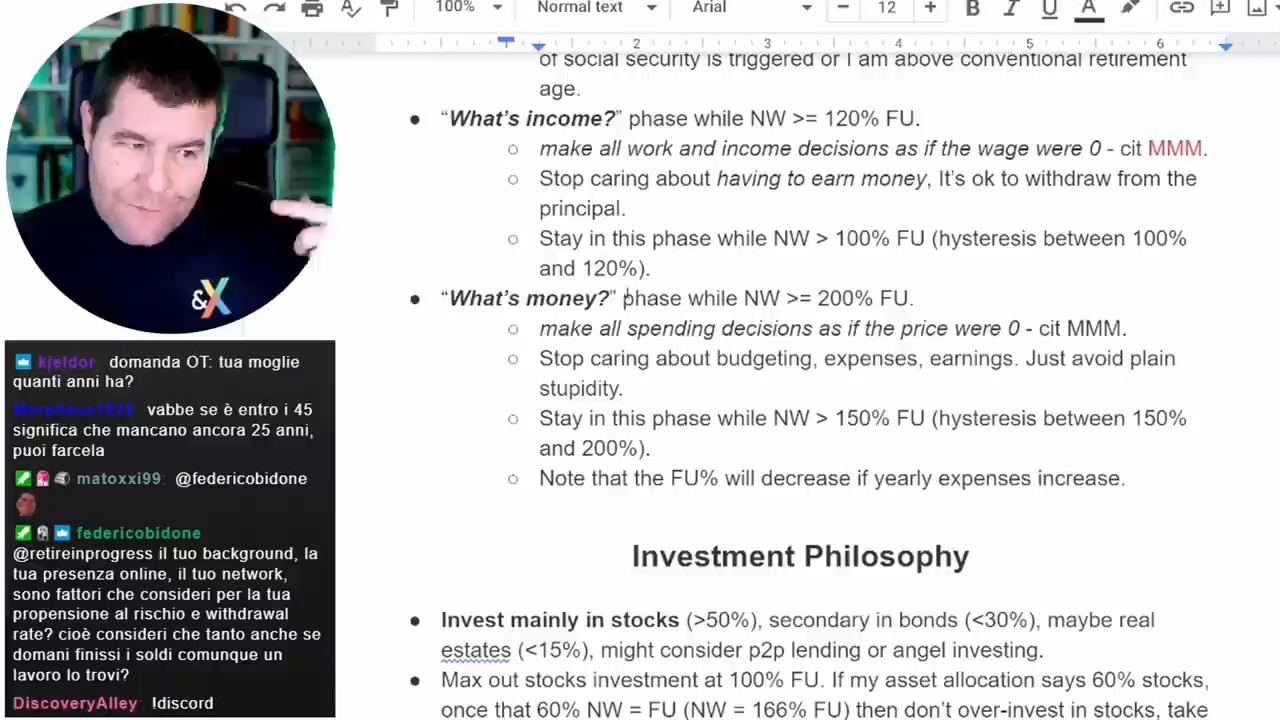 100%
Normal text
Arial
12
B I U A
2 3 4 5 6
of social security is triggered or I am above conventional retirement
age.
“What’s income?” phase while NW >= 120% FU.
make all work and income decisions as if the wage were 0 - cit MMM.
Stop caring about having to earn money, It’s ok to withdraw from the
principal.
Stay in this phase while NW > 100% FU (hysteresis between 100%
and 120%).
“What’s money?” phase while NW >= 200% FU.
make all spending decisions as if the price were 0 - cit MMM.
Stop caring about budgeting, expenses, earnings. Just avoid plain
stupidity.
Stay in this phase while NW > 150% FU (hysteresis between 150%
and 200%).
Note that the FU% will decrease if yearly expenses increase.
Investment Philosophy
Invest mainly in stocks (>50%), secondary in bonds (<30%), maybe real
estates (<15%), might consider p2p lending or angel investing.
Max out stocks investment at 100% FU. If my asset allocation says 60% stocks,
once that 60% NW = FU (NW = 166% FU) then don’t over-invest in stocks, take
&X
kjeldor domanda OT: tua moglie
quanti anni ha?
vabbe se è entro i 45
significa che mancano ancora 25 anni,
puoi farcela
matoxxi99: @federicobidone
federicobidone
@retireinprogress il tuo background, la
tua presenza online, il tuo network,
sono fattori che consideri per la tua
propensione al rischio e withdrawal
rate? cioè consideri che tanto anche se
domani finissi i soldi comunque un
lavoro lo trovi?
DiscoveryAlley !discord